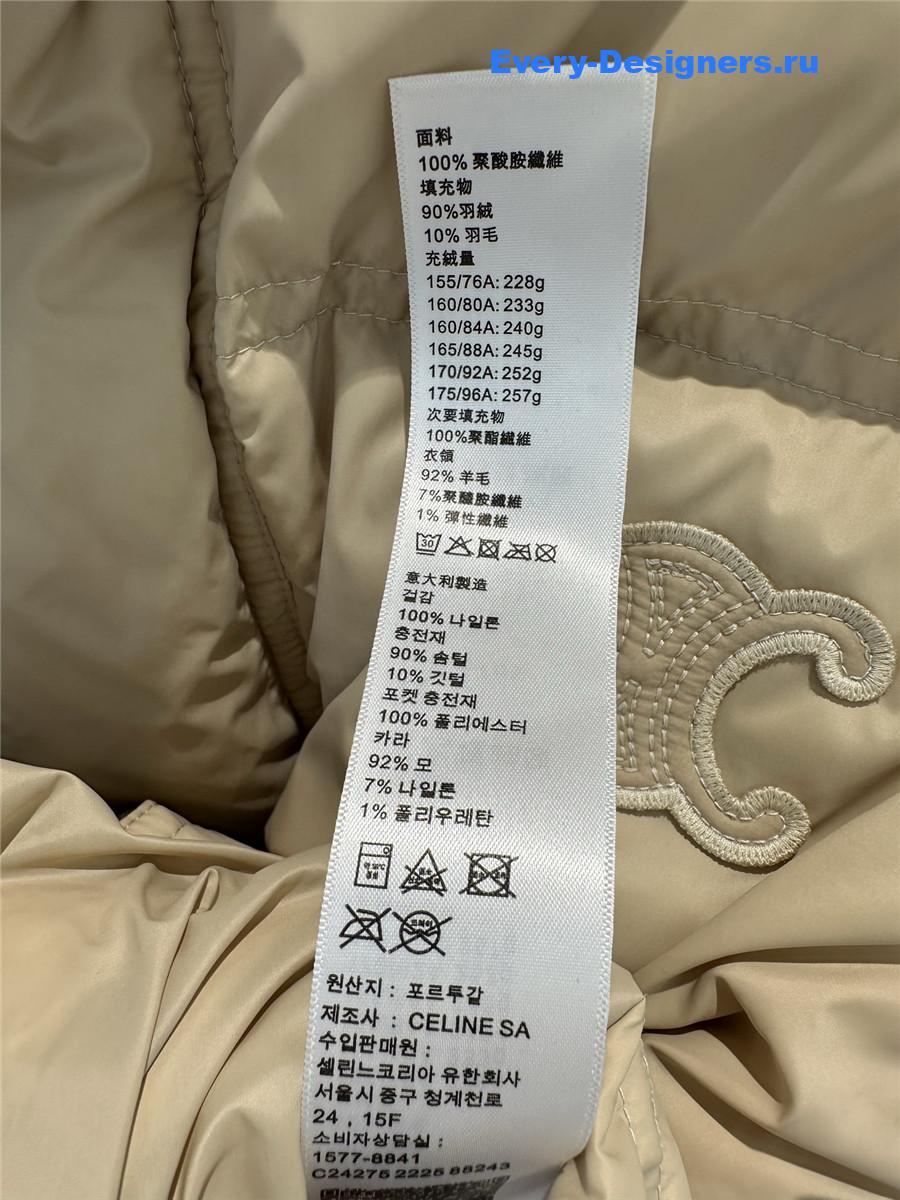 Every-Designers.ru
面料
100% 聚酸胺纖維
填充物
90%羽絨
10% 羽毛
充絨量
155/76A: 228g
160/80A: 233g
160/84A: 240g
165/88A: 245g
170/92A: 252g
175/96A: 257g
次要填充物
100%聚酯纖維
衣領
92% 羊毛
7%聚醯胺纖維
1% 彈性纖維
30
意大利製造
겉감
100% 나일론
충전재
90% 솜털
10% 깃털
포켓 충전재
100% 폴리에스터
카라
92% 모
7% 나일론
1% 폴리우레탄
원산지 : 포르투갈
제조사 : CELINE SA
수입판매원 :
셀린느코리아 유한회사
서울시 중구 청계천로
24 , 15F
소비자상담실 :
1577-8841
C24275 2225 88243